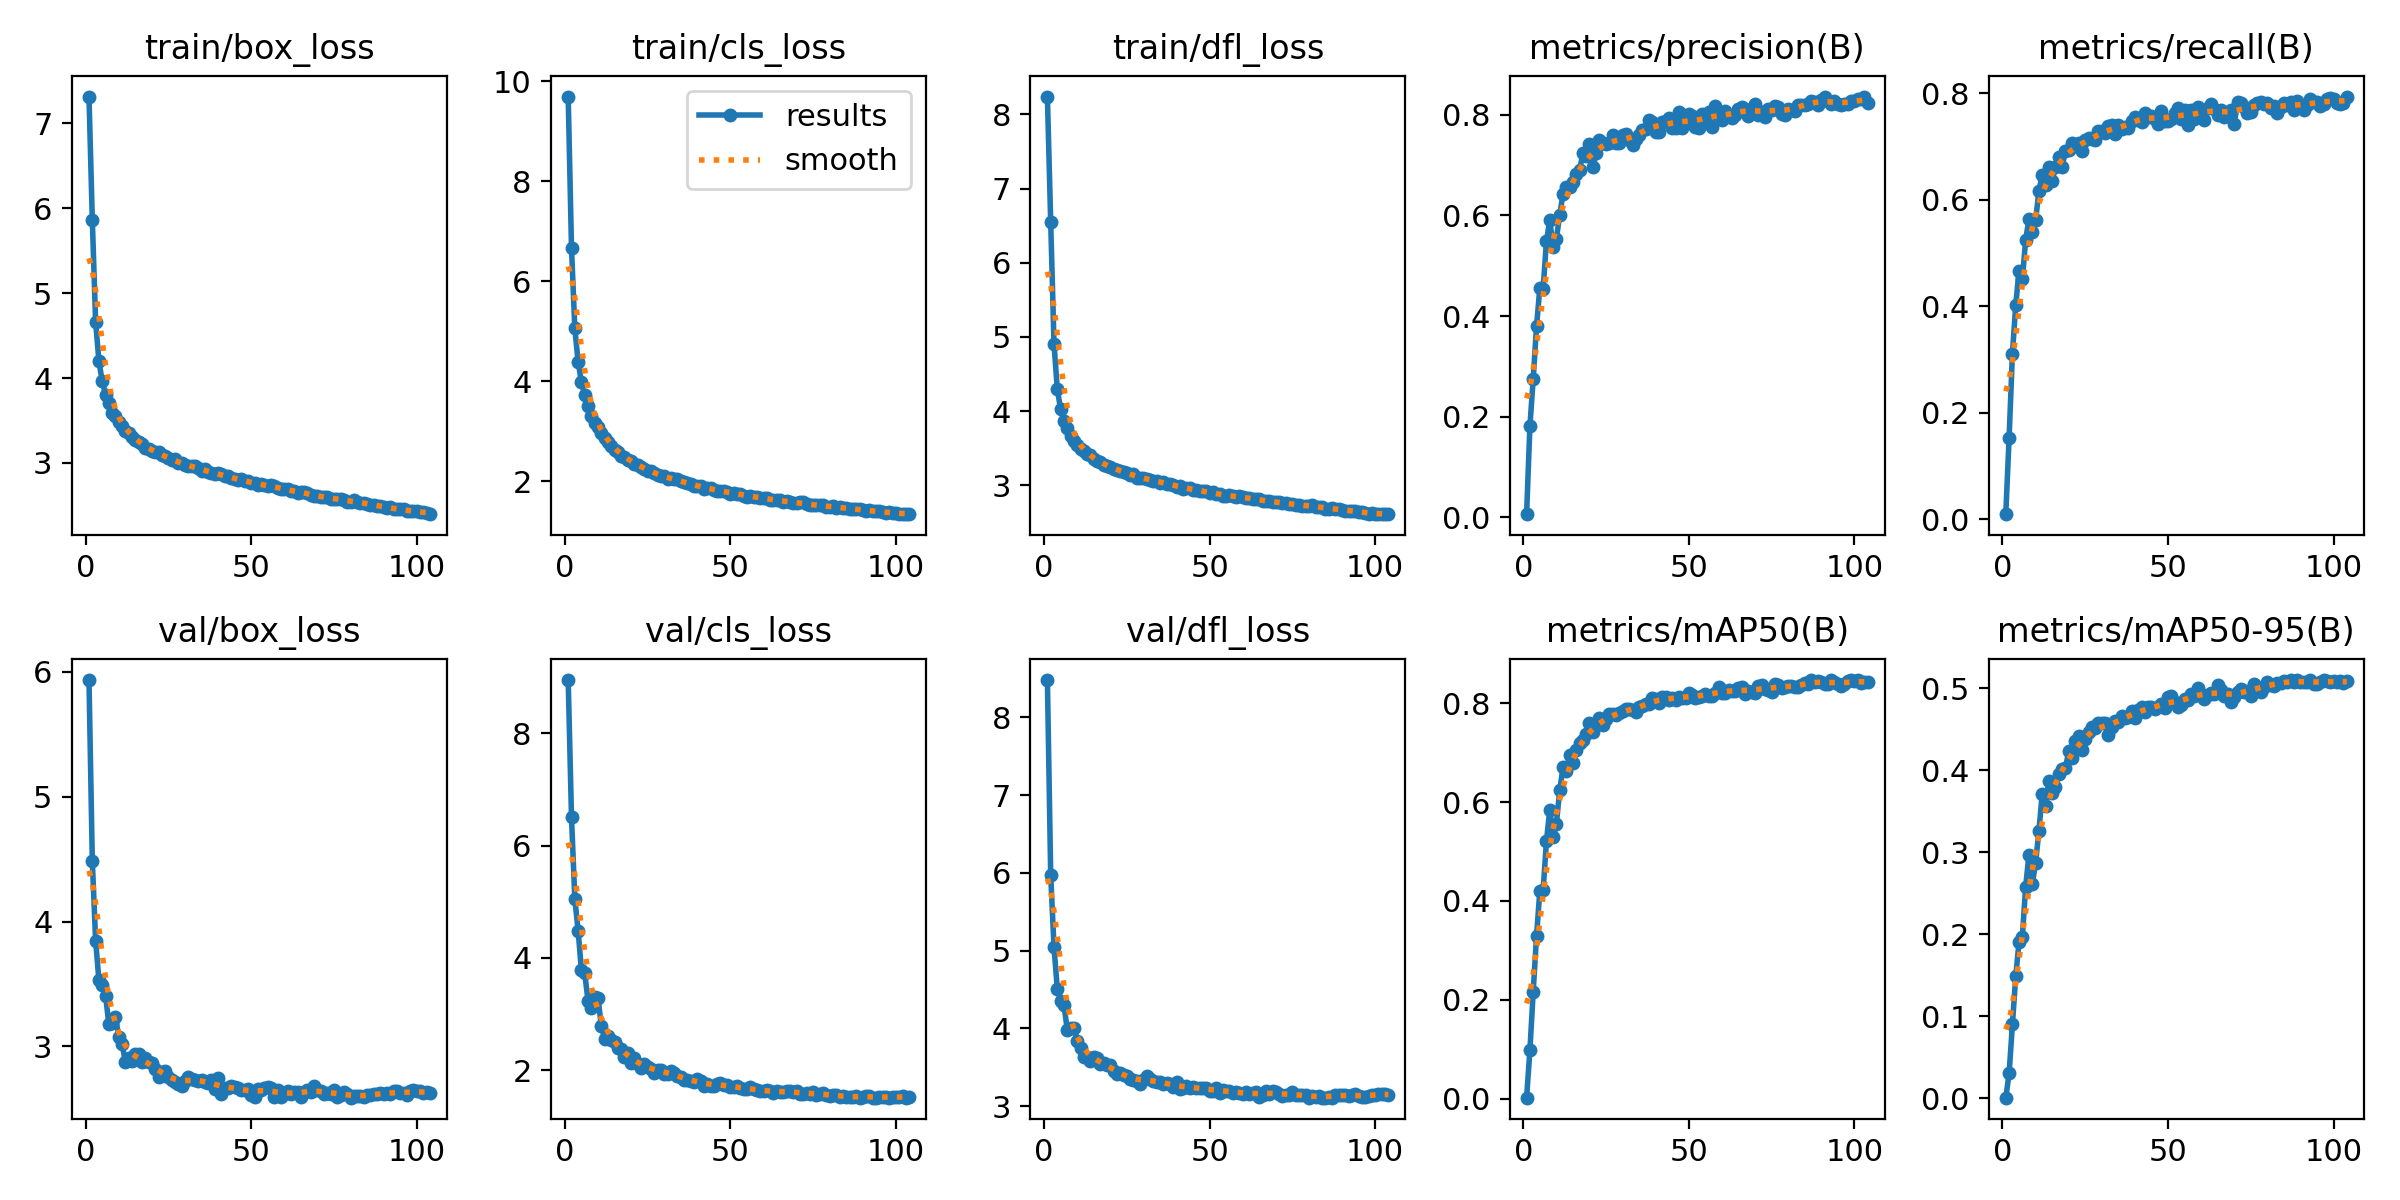 train/box_loss
7
6
5
4
3
0 50 100
train/cls_loss
10
8
6
4
2
0 50 100
results
smooth
train/dfl_loss
8
7
6
5
4
3
0 50 100
metrics/precision(B)
0.8
0.6
0.4
0.2
0.0
0 50 100
metrics/recall(B)
0.8
0.6
0.4
0.2
0.0
0 50 100
val/box_loss
6
5
4
3
0 50 100
val/cls_loss
8
6
4
2
0 50 100
val/dfl_loss
8
7
6
5
4
3
0 50 100
metrics/mAP50(B)
0.8
0.6
0.4
0.2
0.0
0 50 100
metrics/mAP50-95(B)
0.5
0.4
0.3
0.2
0.1
0.0
0 50 100